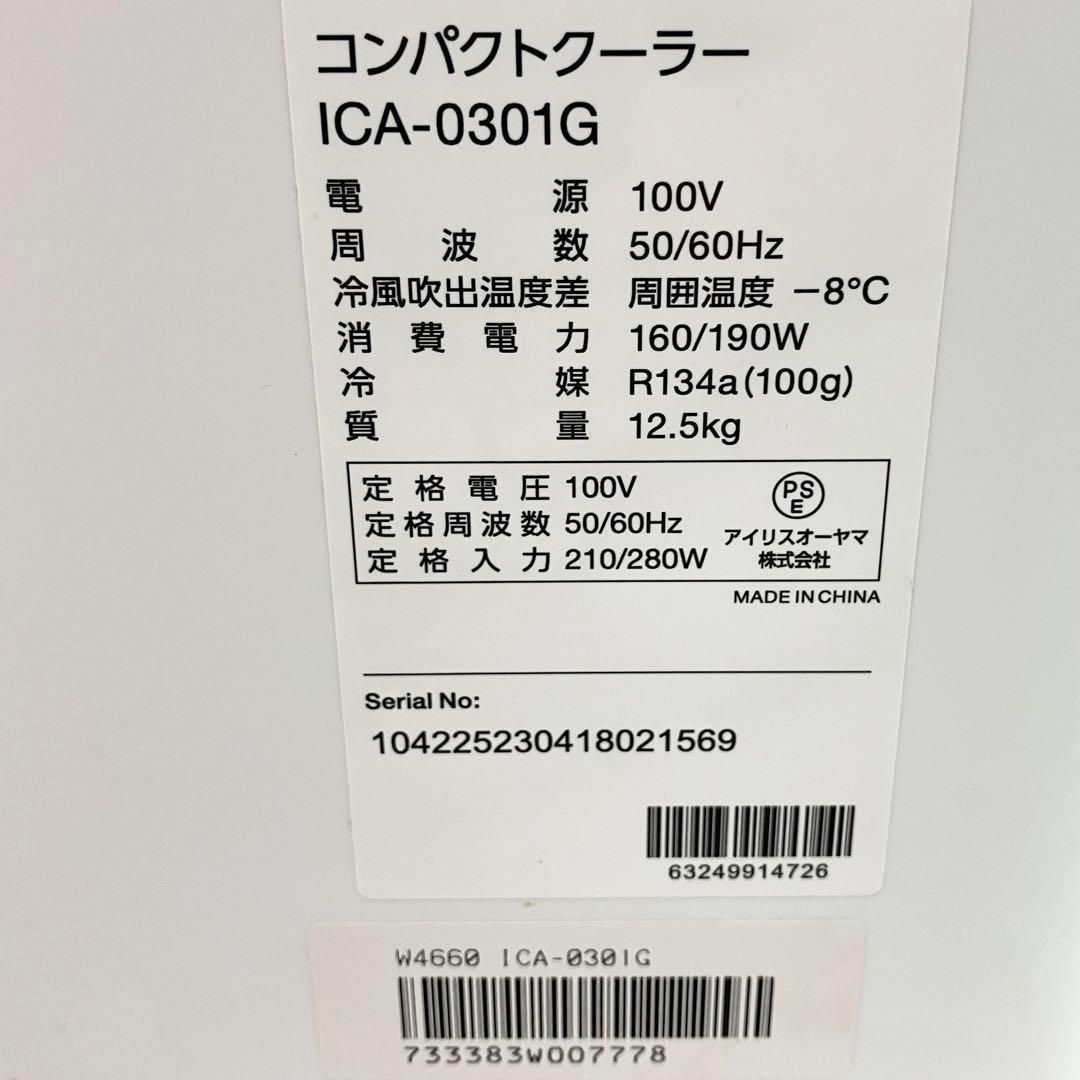 コンパクトクーラー
ICA-0301G
電源 100V
周波数 50/60Hz
冷風吹出温度差 周囲温度 −8℃
消費電力 160/190W
冷媒 R134a(100g)
質量 12.5kg
定格電圧 100V
定格周波数 50/60Hz
定格入力 210/280W
PS
E
アイリスオーヤマ
株式会社
MADE IN CHINA
Serial No:
104225230418021569
63249914726
W4660 ICA-0301G
733383W007778